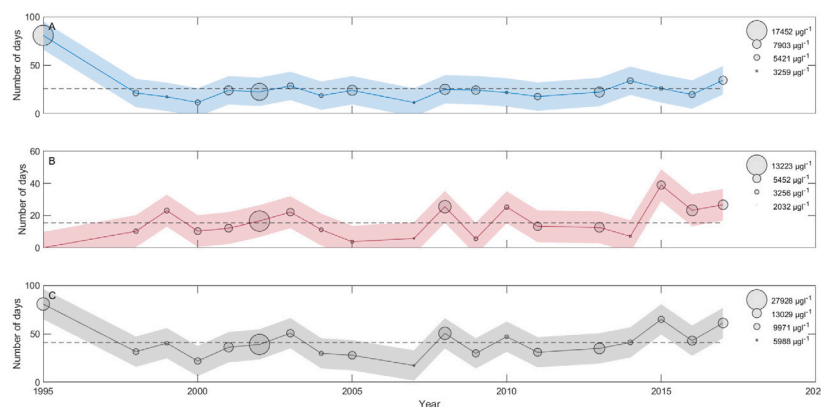 A
100
50
0
Number of days
17452 µgl⁻¹
7903 µgl⁻¹
5421 µgl⁻¹
3259 µgl⁻¹
B
60
40
20
0
Number of days
13223 µgl⁻¹
5452 µgl⁻¹
3256 µgl⁻¹
2032 µgl⁻¹
C
100
50
0
Number of days
27928 µgl⁻¹
13029 µgl⁻¹
9971 µgl⁻¹
5988 µgl⁻¹
1995 2000 2005 2010 2015 202
Year